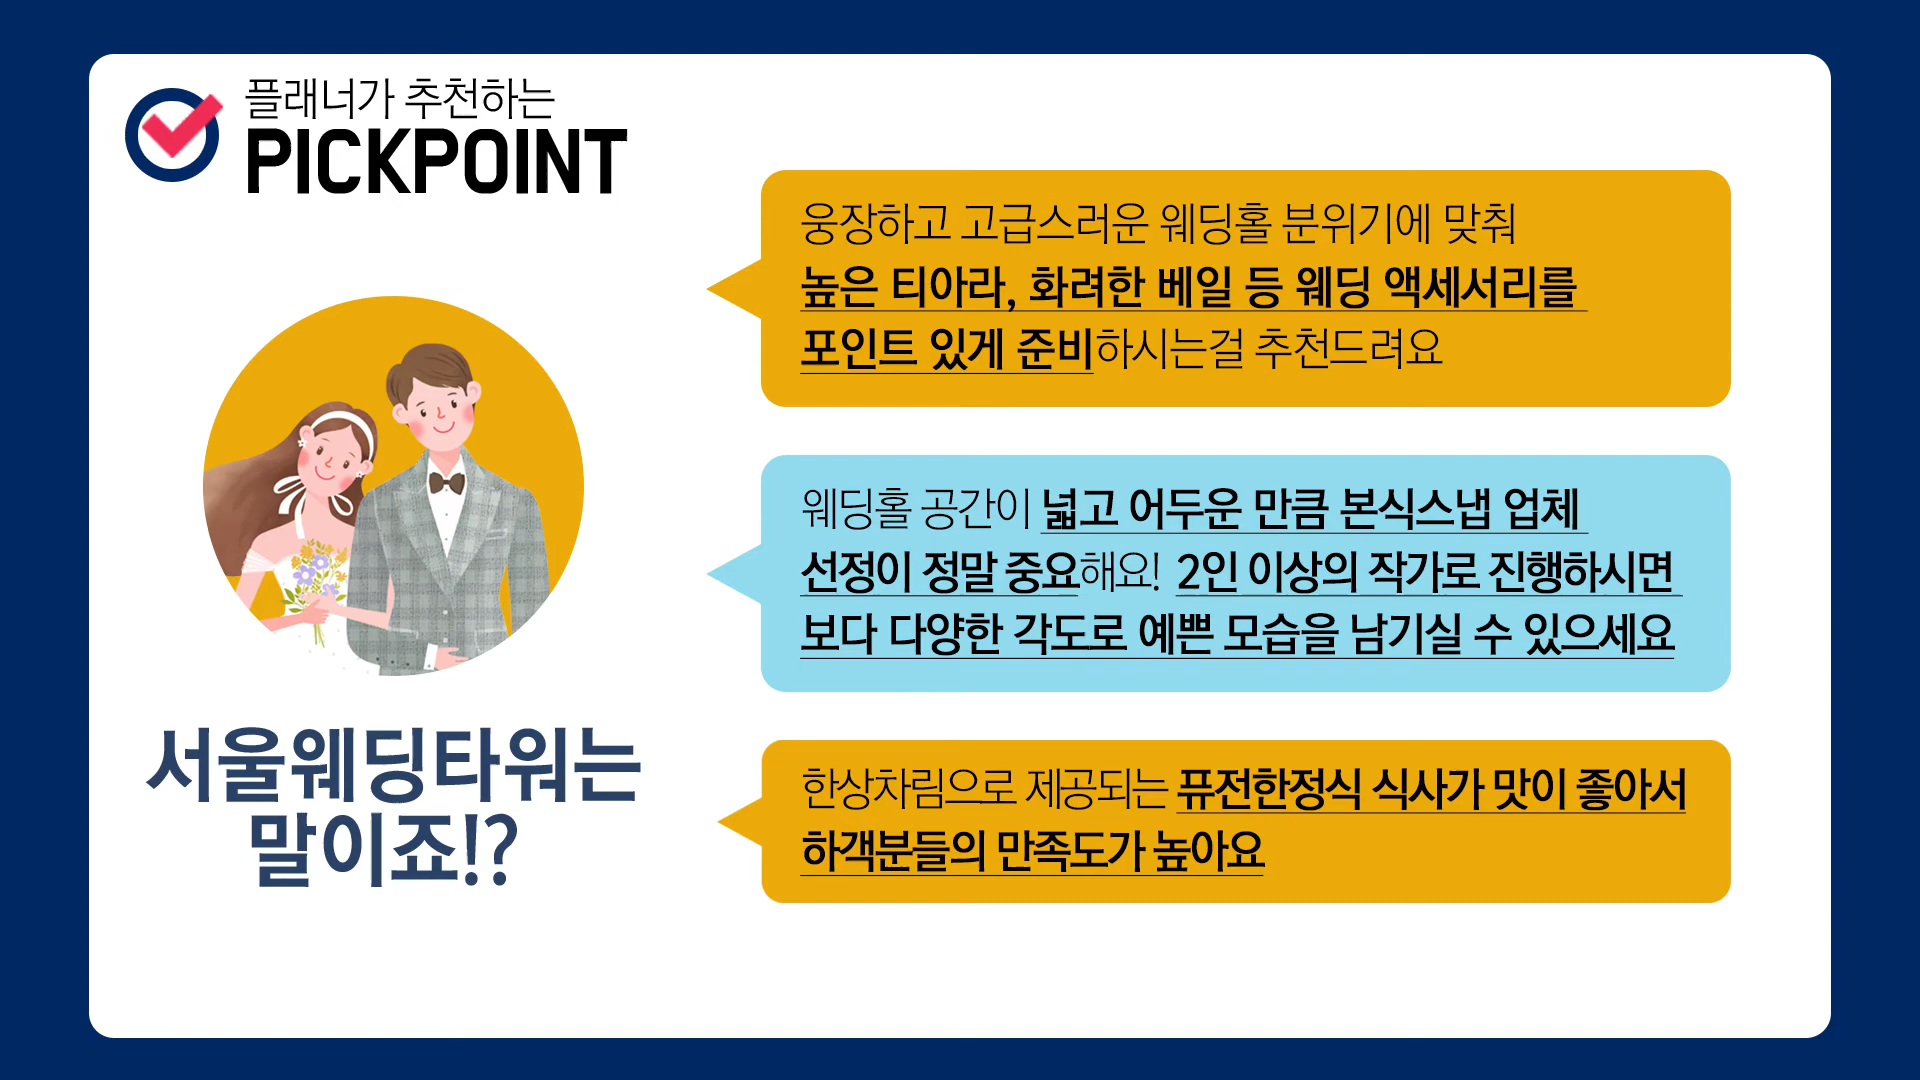 플래너가 추천하는
PICKPOINT
웅장하고 고급스러운 웨딩홀 분위기에 맞춰
높은 티아라, 화려한 베일 등 웨딩 액세서리를
포인트 있게 준비하시는걸 추천드려요
웨딩홀 공간이 넓고 어두운 만큼 본식스냅 업체
선정이 정말 중요해요! 2인 이상의 작가로 진행하시면
보다 다양한 각도로 예쁜 모습을 남기실 수 있으세요
서울웨딩타워는
말이죠!?
한상차림으로 제공되는 퓨전한정식 식사가 맛이 좋아서
하객분들의 만족도가 높아요